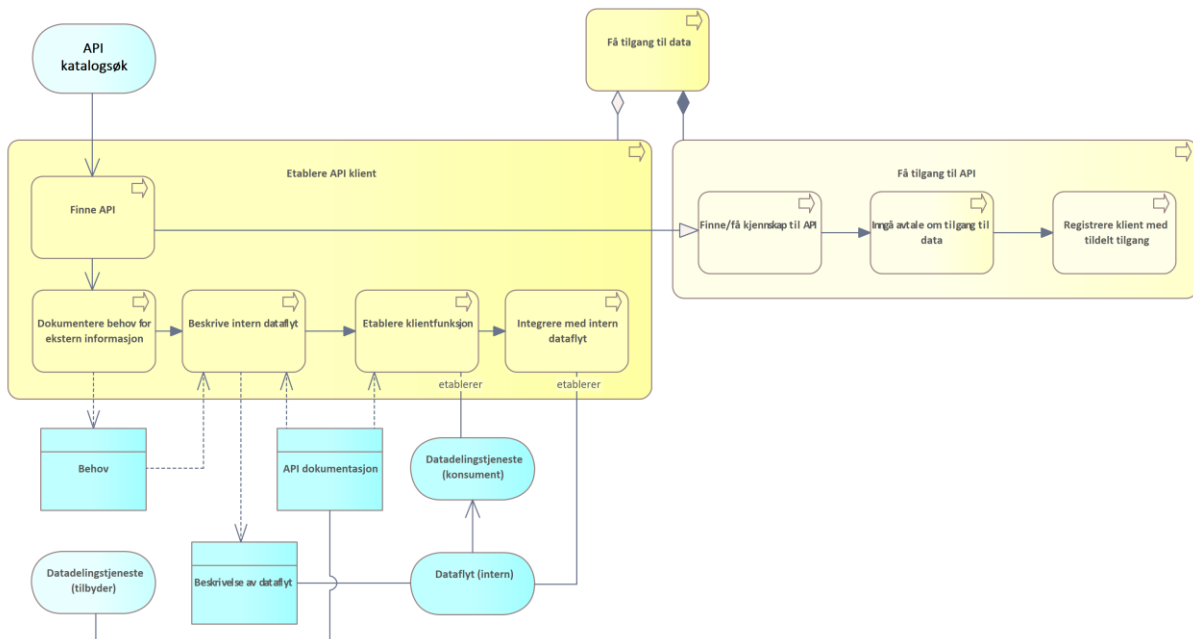 API
katalogsøk
Få tilgang til data
Etablere API klient
Få tilgang til API
Finne API
Finne/få kjennskap til API
Inngå avtale om tilgang til
data
Registrere klient med
tildelt tilgang
Dokumentere behov for
ekstern informasjon
Beskrive intern dataflyt
Etablere klientfunksjon
Integrere med intern
dataflyt
etablerer
etablerer
Behov
API dokumentasjon
Datadelingstjeneste
(konsument)
Datadelingstjeneste
(tilbyder)
Beskrivelse av dataflyt
Dataflyt (intern)